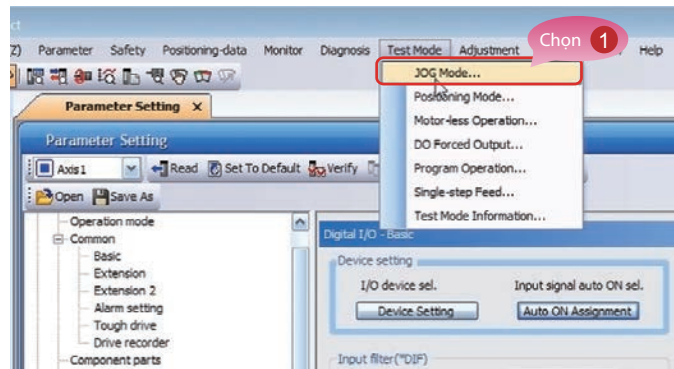 ct
Z) Parameter Safety Positioning-data Monitor Diagnosis Test Mode Adjustment Help
Chọn 1
JOG Mode...
Positioning Mode...
Motor-less Operation...
DO Forced Output...
Program Operation...
Single-step Feed...
Test Mode Information...
Parameter Setting X
Parameter Setting
Axis1 Read Set To Default Verify
Open Save As
Operation mode
Common
Basic
Extension
Extension 2
Alarm setting
Tough drive
Drive recorder
Component parts
Digital I/O - Basic
Device setting
I/O device sel. Input signal auto ON sel.
Device Setting Auto ON Assignment
Input filter(*DIF)